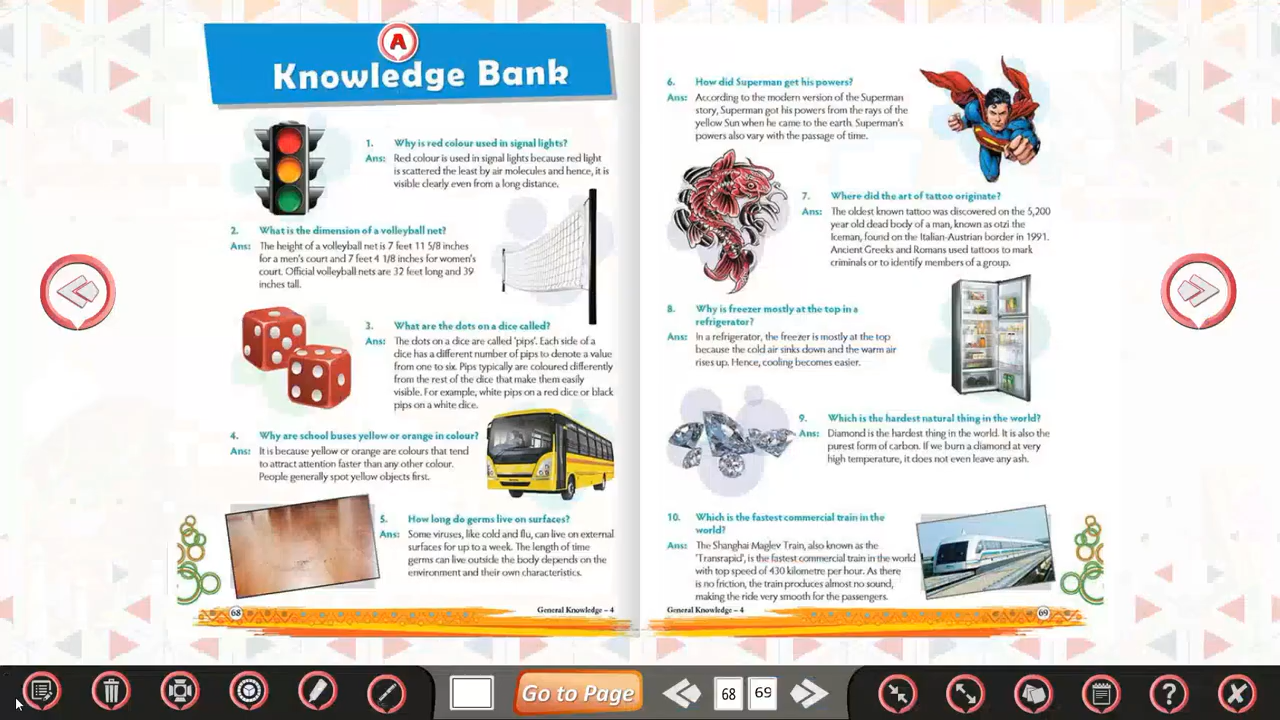 A
Knowledge Bank
1. Why is red colour used in signal lights?
Ans: Red colour is used in signal lights because red light
is scattered the least by air molecules and hence, it is
visible clearly even from a long distance.
2. What is the dimension of a volleyball net?
Ans: The height of a volleyball net is 7 feet 11 5/8 inches
for a men's court and 7 feet 4 1/8 inches for women's
court. Official volleyball nets are 32 feet long and 39
inches tall.
3. What are the dots on a dice called?
Ans: The dots on a dice are called 'pips'. Each side of a
dice has a different number of pips to denote a value
from one to six. Pips typically are coloured differently
from the rest of the dice that make them easily
visible. For example, white pips on a red dice or black
pips on a white dice.
4. Why are school buses yellow or orange in colour?
Ans: It is because yellow or orange are colours that tend
to attract attention faster than any other colour.
People generally spot yellow objects first.
5. How long do germs live on surfaces?
Ans: Some viruses, like cold and flu, can live on external
surfaces for up to a week. The length of time
germs can live outside the body depends on the
environment and their own characteristics.
68
General Knowledge – 4
6. How did Superman get his powers?
Ans: According to the modern version of the Superman
story, Superman got his powers from the rays of the
yellow Sun when he came to the earth. Superman's
powers also vary with the passage of time.
7. Where did the art of tattoo originate?
Ans: The oldest known tattoo was discovered on the 5,200
year old dead body of a man, known as otzi the
Iceman, found on the Italian-Austrian border in 1991.
Ancient Greeks and Romans used tattoos to mark
criminals or to identify members of a group.
8. Why is freezer mostly at the top in a
refrigerator?
Ans: In a refrigerator, the freezer is mostly at the top
because the cold air sinks down and the warm air
rises up. Hence, cooling becomes easier.
9. Which is the hardest natural thing in the world?
Ans: Diamond is the hardest thing in the world. It is also the
purest form of carbon. If we burn a diamond at very
high temperature, it does not even leave any ash.
10. Which is the fastest commercial train in the
world?
Ans: The Shanghai Maglev Train, also known as the
'Transrapid', is the fastest commercial train in the world
with top speed of 430 kilometre per hour. As there
is no friction, the train produces almost no sound,
making the ride very smooth for the passengers.
General Knowledge – 4
69
Go to Page
68
69
?